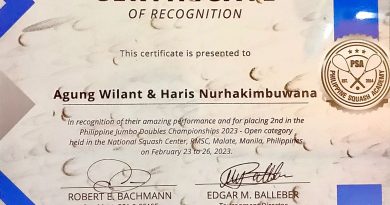 OF RECOGNITION
This certificate is presented to
Agung Wilant & Haris Nurhakimbuwana
In recognition of their amazing performance and for placing 2nd in the
Philippine Jumbo Doubles Championships 2023 - Open category
held in the National Squash Center, RMSC, Malate, Manila, Philippines
on February 23 to 26, 2023.
ROBERT B. BACHMANN
EDGAR M. BALLEBER
PSA
EST.
PHILIPPINE SQUASH ACADEMY